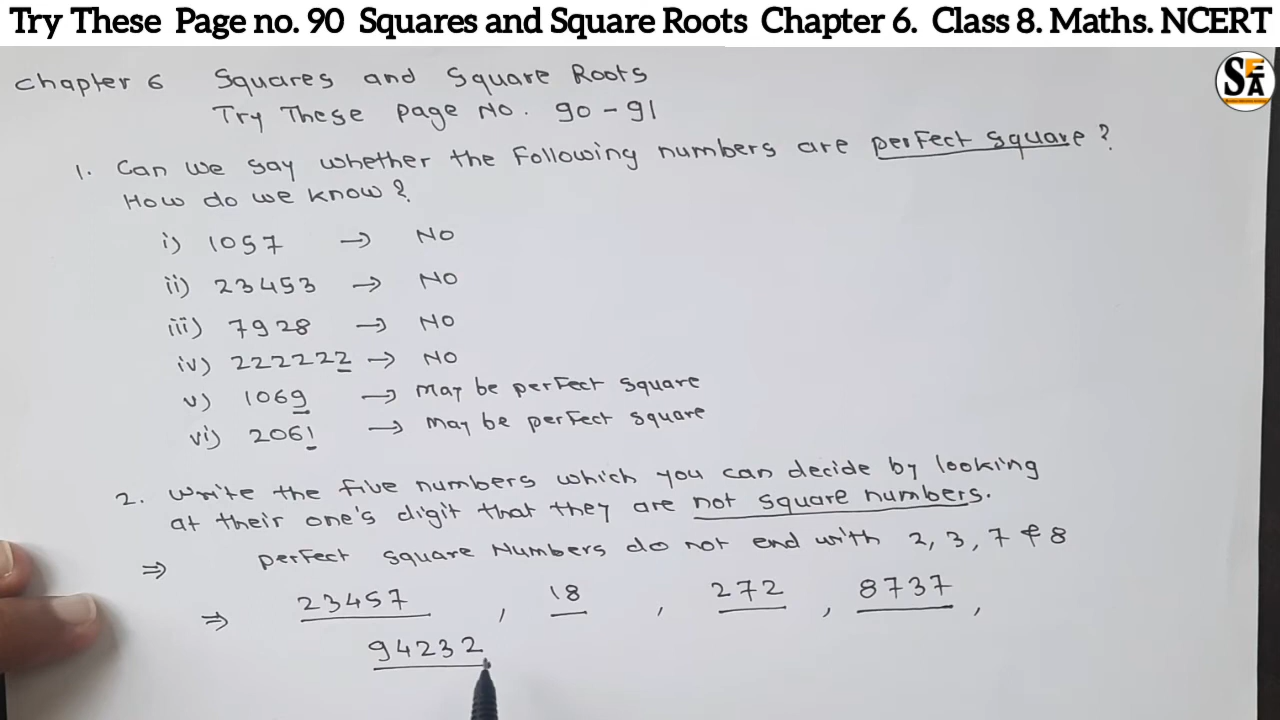 Try These Page no. 90 Squares and Square Roots Chapter 6. Class 8. Maths. NCERT
Chapter 6 Squares and Square Roots
Try These Page No. 90-91
1. Can we say whether the following numbers are perfect square?
How do we know?
i) 1057 → No
ii) 23453 → No
iii) 7928 → No
iv) 222222 → No
v) 1069 → may be perfect square
vi) 2061 → may be perfect square
2. Write the five numbers which you can decide by looking
at their one's digit that they are not square numbers.
⇒ perfect square Numbers do not end with 2, 3, 7 & 8
⇒ 23457, 18, 272, 8737,
94232